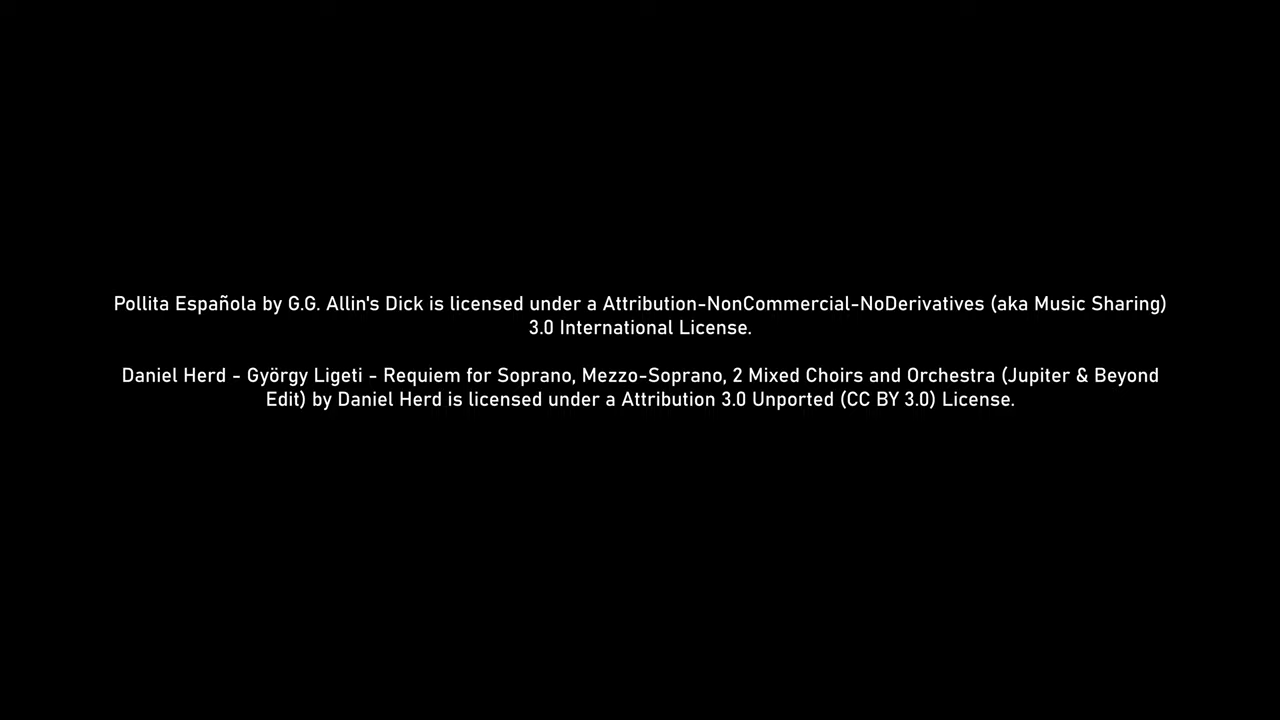 Pollita Española by G.G. Allin's Dick is licensed under a Attribution-NonCommercial-NoDerivatives (aka Music Sharing)
3.0 International License.
Daniel Herd - György Ligeti - Requiem for Soprano, Mezzo-Soprano, 2 Mixed Choirs and Orchestra (Jupiter & Beyond
Edit) by Daniel Herd is licensed under a Attribution 3.0 Unported (CC BY 3.0) License.